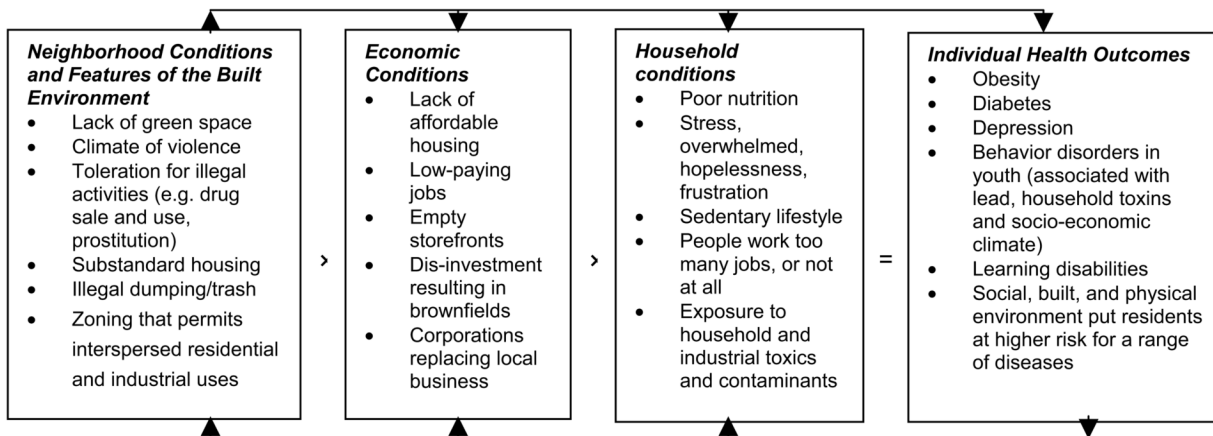 Neighborhood Conditions
and Features of the Built
Environment
• Lack of green space
• Climate of violence
• Toleration for illegal
activities (e.g. drug
sale and use,
prostitution)
• Substandard housing
• Illegal dumping/trash
• Zoning that permits
interspersed residential
and industrial uses
>
Economic
Conditions
• Lack of
affordable
housing
• Low-paying
jobs
• Empty
storefronts
• Dis-investment
resulting in
brownfields
• Corporations
replacing local
business
>
Household
conditions
• Poor nutrition
• Stress,
overwhelmed,
hopelessness,
frustration
• Sedentary lifestyle
• People work too
many jobs, or not
at all
• Exposure to
household and
industrial toxics
and contaminants
=
Individual Health Outcomes
• Obesity
• Diabetes
• Depression
• Behavior disorders in
youth (associated with
lead, household toxins
and socio-economic
climate)
• Learning disabilities
• Social, built, and physical
environment put residents
at higher risk for a range
of diseases